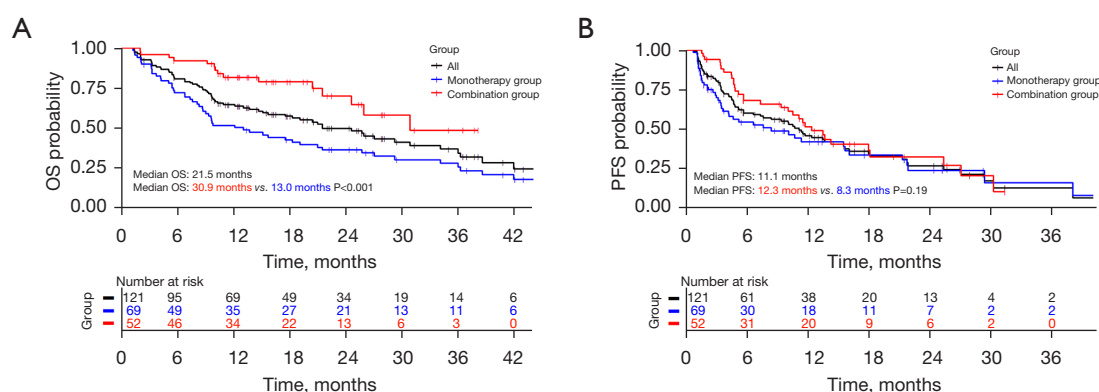 A
1.00
0.75
0.50
0.25
0.00
OS probability
Group
All
Monotherapy group
Combination group
Median OS: 21.5 months
Median OS: 30.9 months vs. 13.0 months P<0.001
0 6 12 18 24 30 36 42
Time, months
Number at risk
Group
121 95 69 49 34 19 14 6
69 49 35 27 21 13 11 6
52 46 34 22 13 6 3 0
0 6 12 18 24 30 36 42
Time, months
B
1.00
0.75
0.50
0.25
0.00
PFS probability
Group
All
Monotherapy group
Combination group
Median PFS: 11.1 months
Median PFS: 12.3 months vs. 8.3 months P=0.19
0 6 12 18 24 30 36
Time, months
Number at risk
Group
121 61 38 20 13 4 2
69 30 18 11 7 2 2
52 31 20 9 6 2 0
0 6 12 18 24 30 36
Time, months